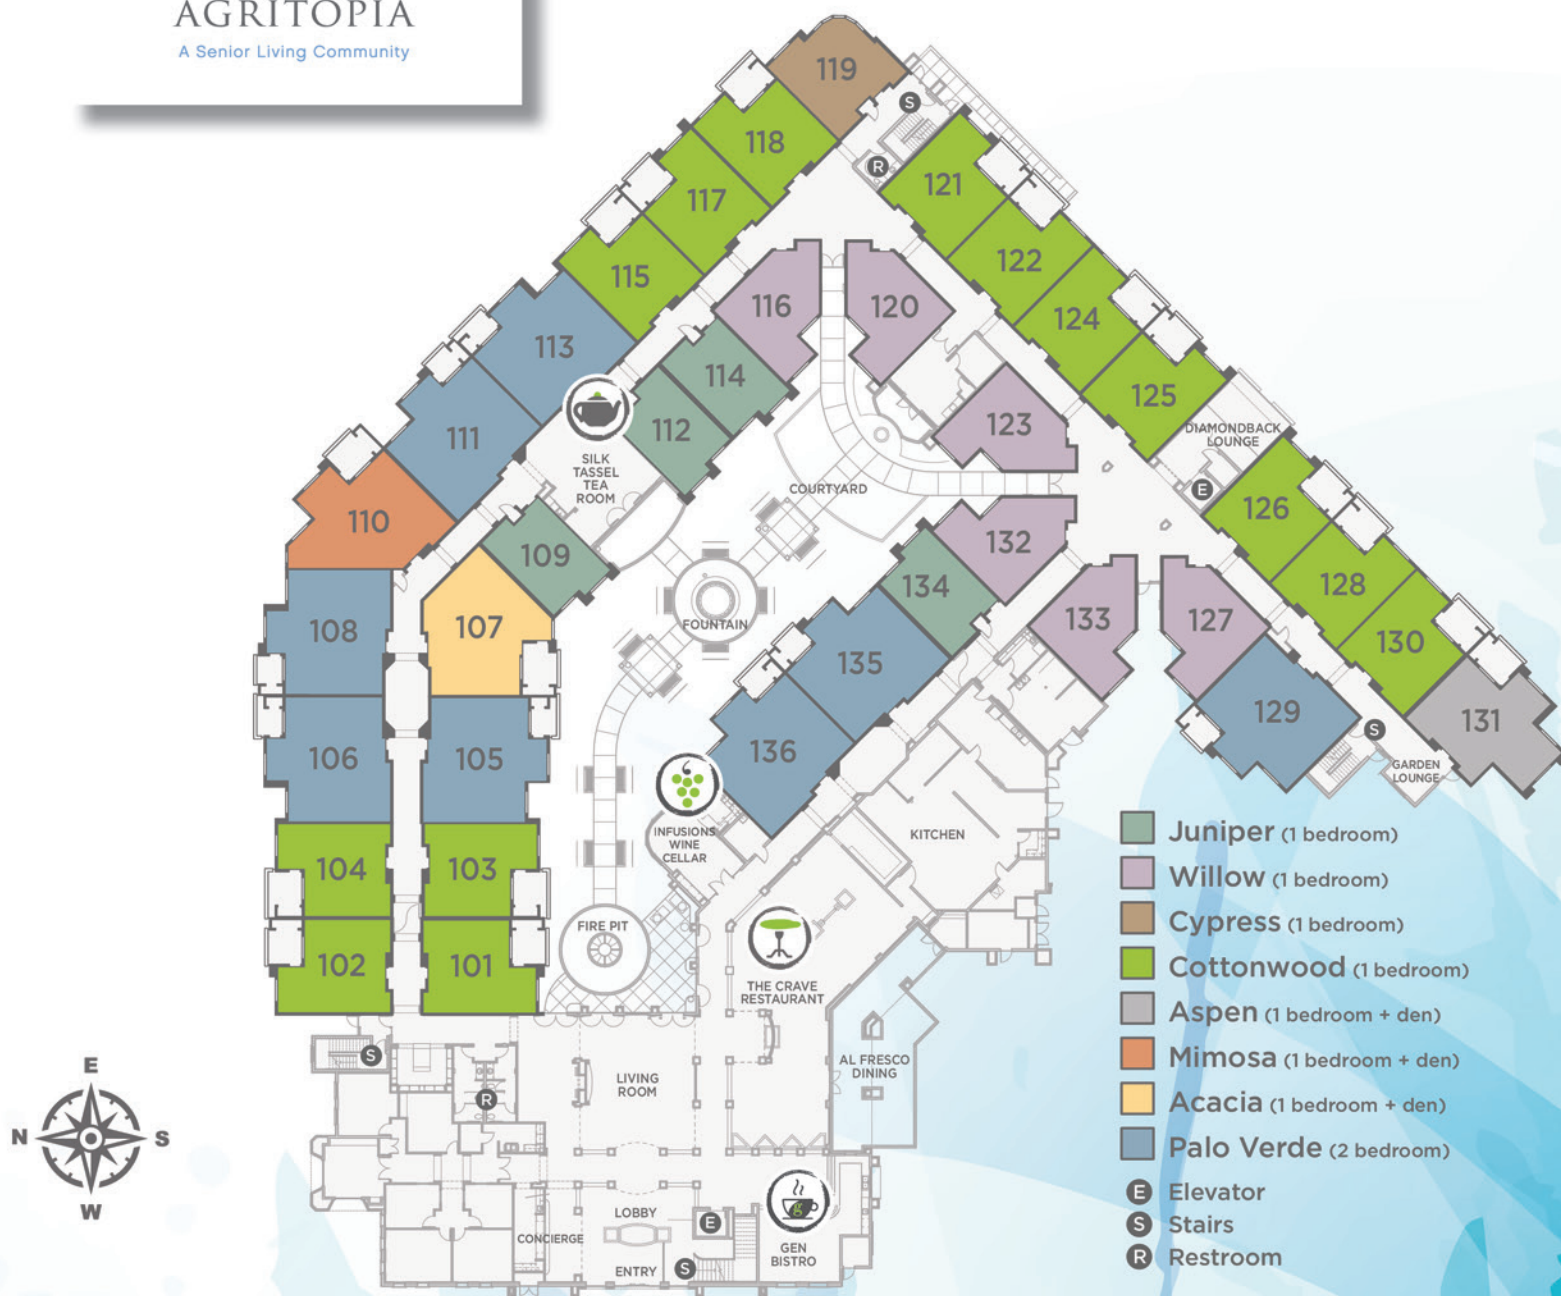 AGRITOPIA
A Senior Living Community
119
S
118
R
121
117
122
115
116
120
124
113
114
125
123
112
DIAMONDBACK
LOUNGE
111
SILK
TASSEL
TEA
ROOM
COURTYARD
E
126
110
109
132
128
134
107
108
FOUNTAIN
133
127
130
135
129
131
106
105
136
S
GARDEN
LOUNGE
INFUSIONS
WINE
CELLAR
KITCHEN
104
103
FIRE PIT
102
101
THE CRAVE
RESTAURANT
S
LIVING
ROOM
AL FRESCO
DINING
R
LOBBY
E
g
CONCIERGE
GEN
BISTRO
ENTRY
S
E
N
S
W
Juniper (1 bedroom)
Willow (1 bedroom)
Cypress (1 bedroom)
Cottonwood (1 bedroom)
Aspen (1 bedroom + den)
Mimosa (1 bedroom + den)
Acacia (1 bedroom + den)
Palo Verde (2 bedroom)
E Elevator
S Stairs
R Restroom